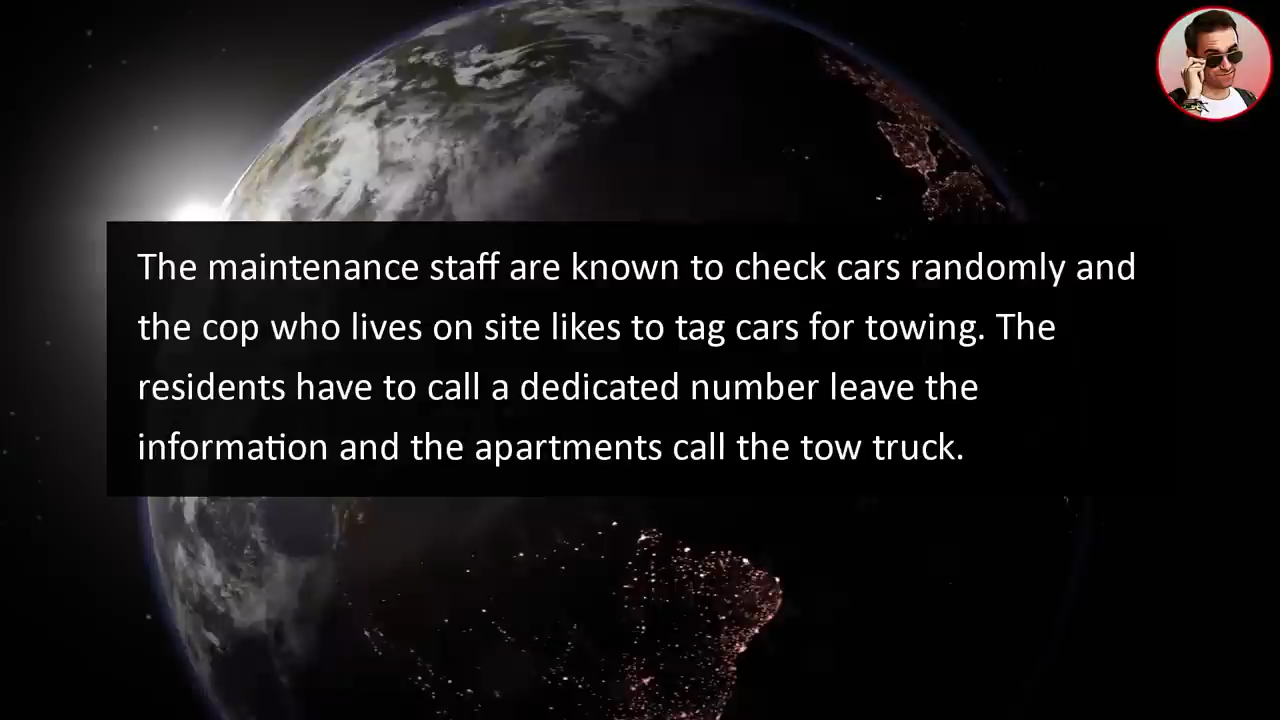 The maintenance staff are known to check cars randomly and
the cop who lives on site likes to tag cars for towing. The
residents have to call a dedicated number leave the
information and the apartments call the tow truck.